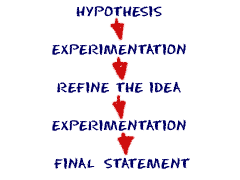 HYPOTHESIS
EXPERIMENTATION
REFINE THE IDEA
EXPERIMENTATION
FINAL STATEMENT